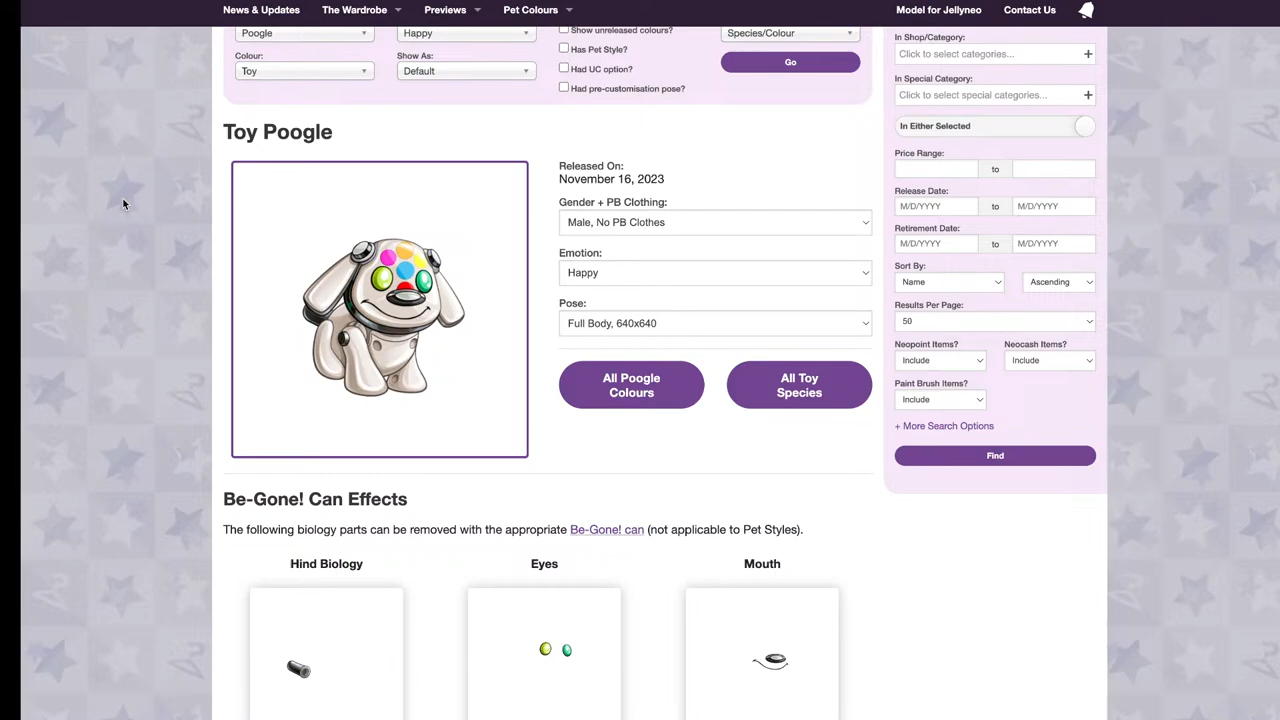 News & Updates The Wardrobe Previews Pet Colours Model for Jellyneo Contact Us
Poogle Happy Show unreleased colours? Species/Colour
Has Pet Style?
Colour: Show As: Had UC option? Go
Toy Default
Had pre-customisation pose?
Toy Poogle
Released On:
November 16, 2023
Gender + PB Clothing:
Male, No PB Clothes
Emotion:
Happy
Pose:
Full Body, 640x640
All Poogle Colours
All Toy Species
Be-Gone! Can Effects
The following biology parts can be removed with the appropriate Be-Gone! can (not applicable to Pet Styles).
Hind Biology Eyes Mouth
In Shop/Category:
Click to select categories... +
In Special Category:
Click to select special categories... +
In Either Selected
Price Range:
to
Release Date:
M/D/YYYY to M/D/YYYY
Retirement Date:
M/D/YYYY to M/D/YYYY
Sort By:
Name Ascending
Results Per Page:
50
Neopoint Items? Neocash Items?
Include Include
Paint Brush Items?
Include
+ More Search Options
Find